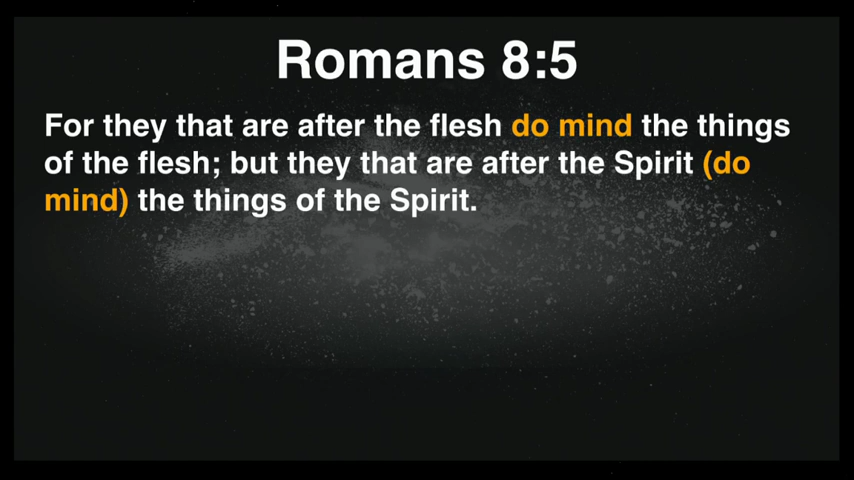 Romans 8:5
For they that are after the flesh do mind the things
of the flesh; but they that are after the Spirit (do
mind) the things of the Spirit.